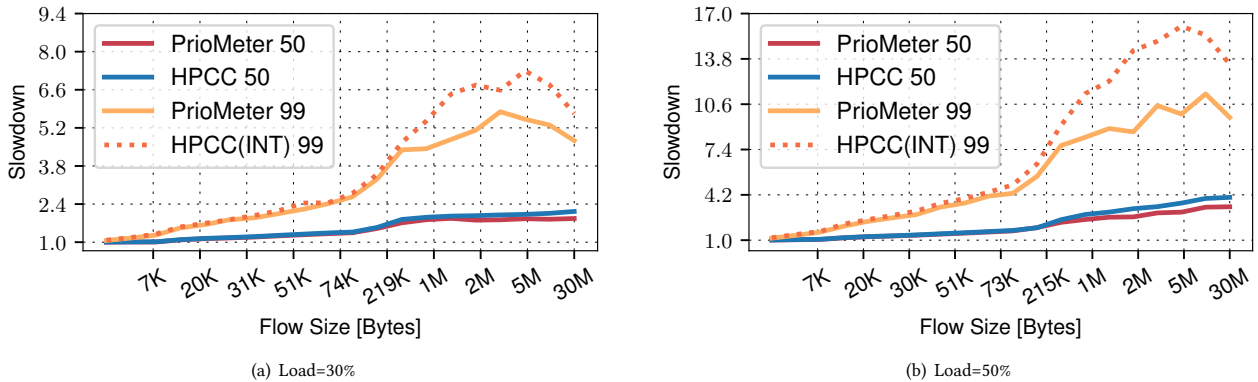 9.4
8.0
6.6
5.2
3.8
2.4
1.0
Slowdown
PrioMeter 50
HPCC 50
PrioMeter 99
HPCC(INT) 99
7K 20K 31K 51K 74K 219K 1M 2M 5M 30M
Flow Size [Bytes]
(a) Load=30%
17.0
13.8
10.6
7.4
4.2
1.0
Slowdown
PrioMeter 50
HPCC 50
PrioMeter 99
HPCC(INT) 99
7K 20K 30K 51K 73K 215K 1M 2M 5M 30M
Flow Size [Bytes]
(b) Load=50%